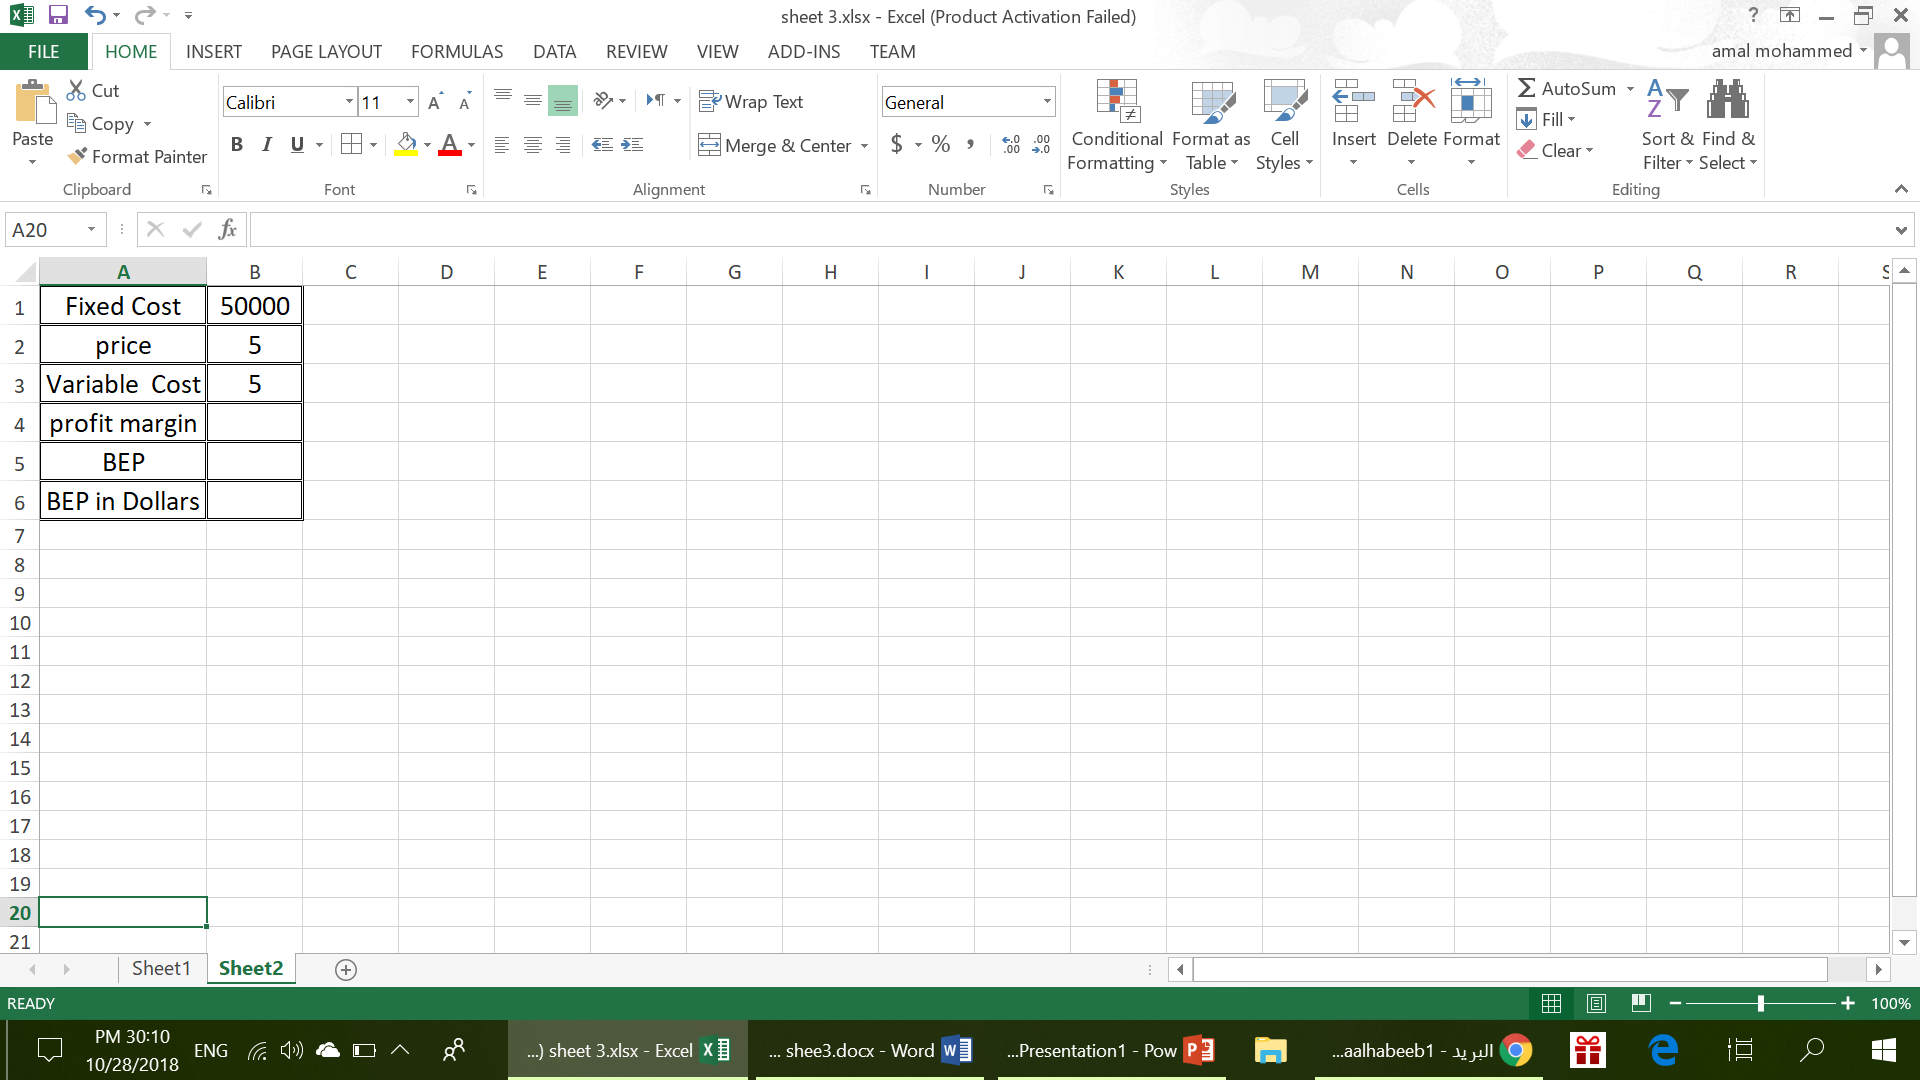 sheet 3.xlsx - Excel (Product Activation Failed)
?
FILE HOME INSERT PAGE LAYOUT FORMULAS DATA REVIEW VIEW ADD-INS TEAM
amal mohammed
Paste
Cut
Copy
Format Painter
Clipboard
Calibri 11
B I U
Font
Wrap Text
Merge & Center
Alignment
General
$ % ,
Number
Conditional Formatting
Format as Table
Cell Styles
Styles
Insert
Delete
Format
Cells
AutoSum
Fill
Clear
Sort & Filter
Find & Select
Editing
A20
fx
A B C D E F G H I J K L M N O P Q R S
1 Fixed Cost 50000
2 price 5
3 Variable  Cost 5
4 profit margin
5 BEP
6 BEP in Dollars
7
8
9
10
11
12
13
14
15
16
17
18
19
20
21
Sheet1 Sheet2
READY
100%
PM 30:10
10/28/2018
ENG
...) sheet 3.xlsx - Excel
... shee3.docx - Word
...Presentation1 - Pow
...aalhabeeb1 - البريد